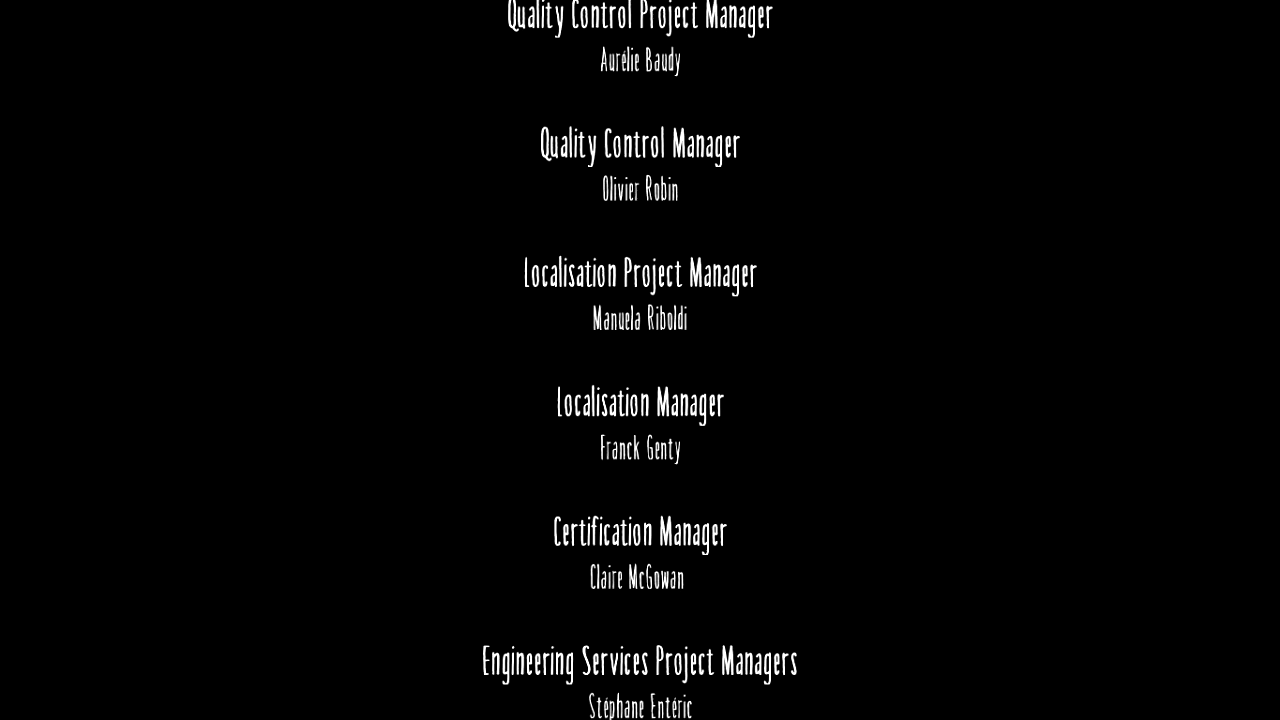 Quality Control Project Manager
Aurélie Baudy
Quality Control Manager
Olivier Robin
Localisation Project Manager
Manuela Riboldi
Localisation Manager
Franck Genty
Certification Manager
Claire McGowan
Engineering Services Project Managers
Stéphane Entéric